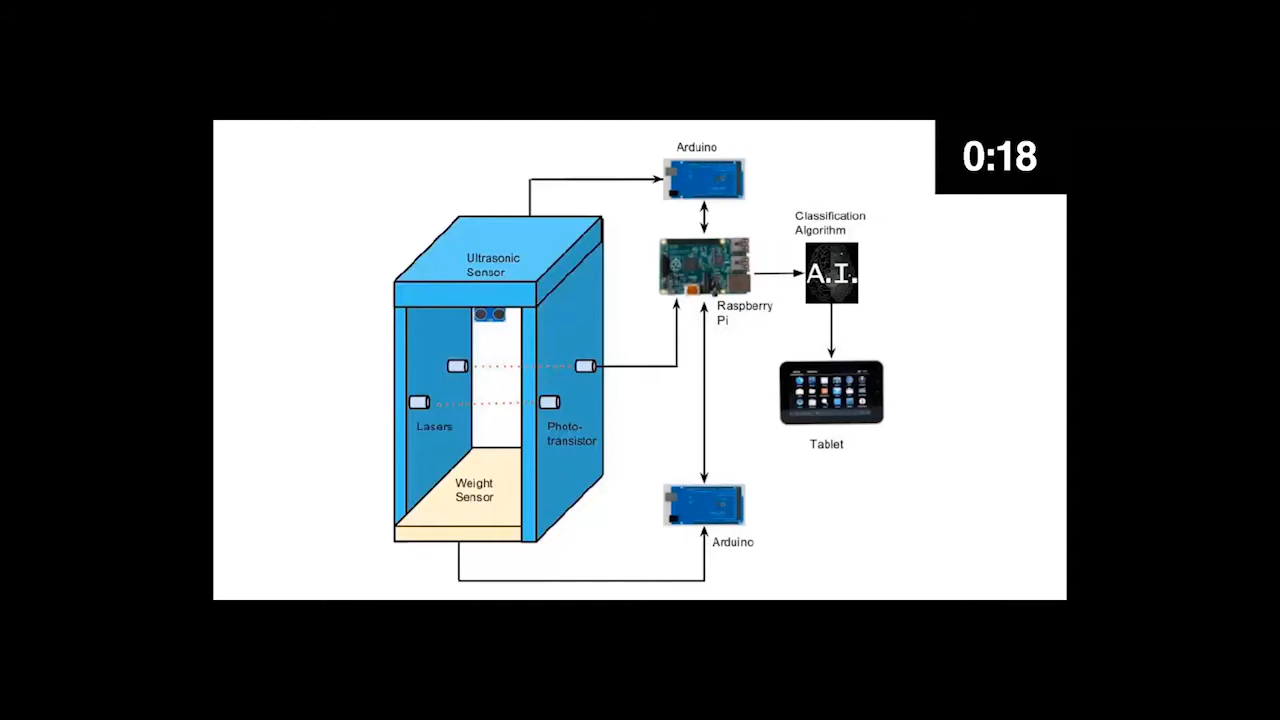 Arduino
0:18
Classification
Algorithm
A.I.
Ultrasonic
Sensor
Raspberry
Pi
Lasers
Photo-
transistor
Tablet
Weight
Sensor
Arduino